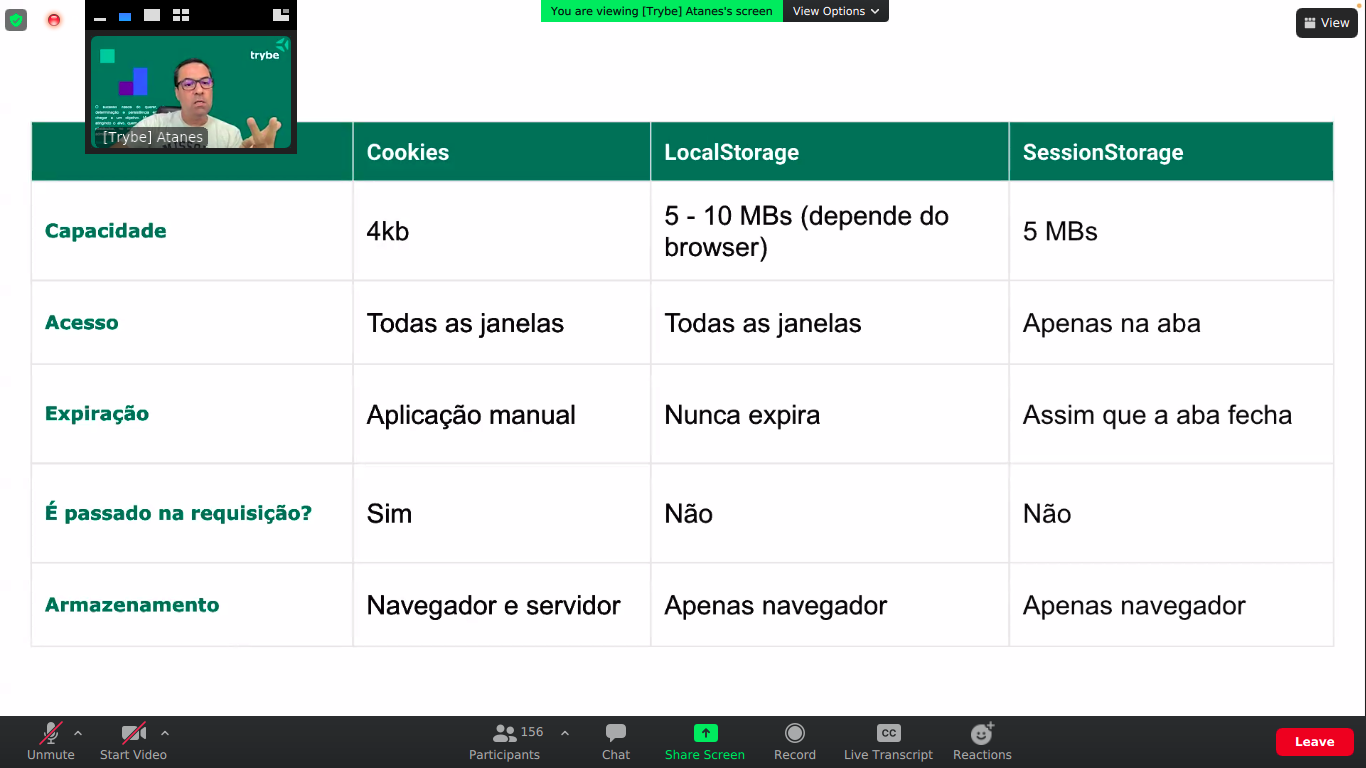 You are viewing [Trybe] Atanes's screen
View Options
View
trybe
[Trybe] Atanes
Cookies
LocalStorage
SessionStorage
Capacidade
4kb
5 - 10 MBs (depende do
browser)
5 MBs
Acesso
Todas as janelas
Todas as janelas
Apenas na aba
Expiração
Aplicação manual
Nunca expira
Assim que a aba fecha
É passado na requisição?
Sim
Não
Não
Armazenamento
Navegador e servidor
Apenas navegador
Apenas navegador
Unmute
Start Video
156
Participants
Chat
Share Screen
Record
CC
Live Transcript
Reactions
Leave